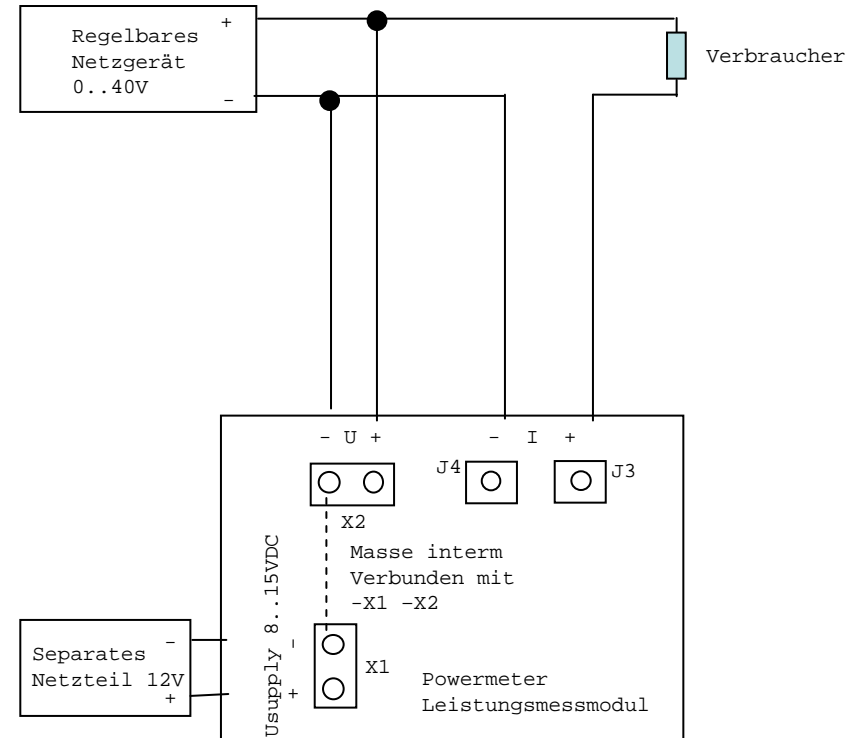 +
Regelbares
Netzgerät
0..40V
-
Verbraucher
- U +
- I +
J4
J3
X2
Masse interm
Verbunden mit
-X1 -X2
Usupply 8..15VDC
-
+
X1
Separates
Netzteil 12V
-
+
Powermeter
Leistungsmessmodul